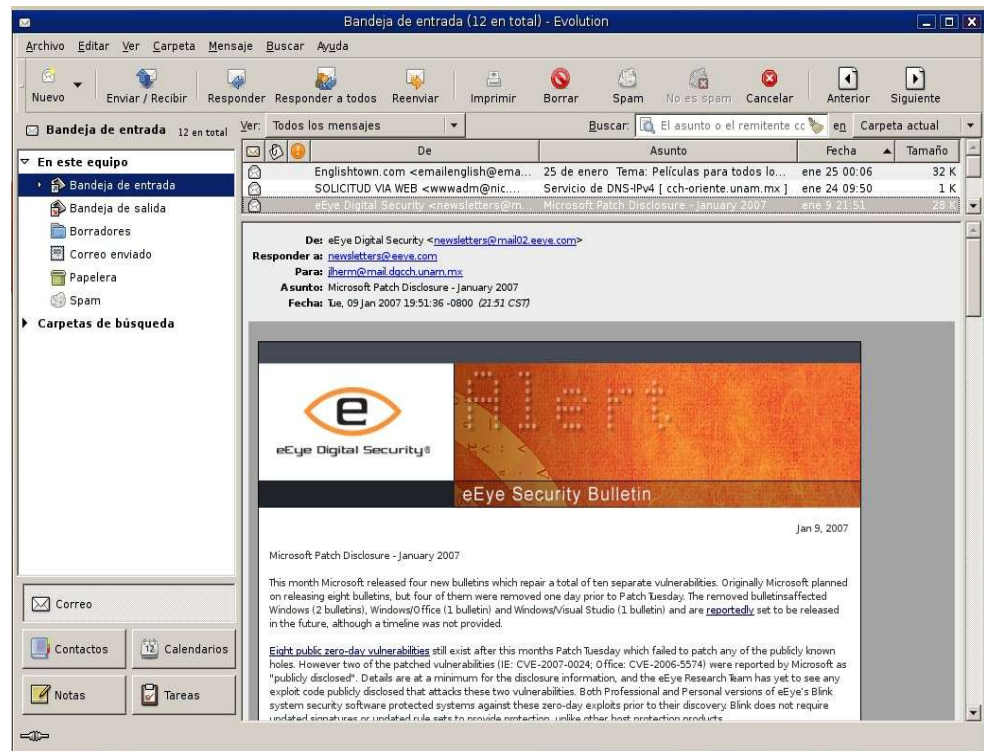 Bandeja de entrada (12 en total) - Evolution
Archivo Editar Ver Carpeta Mensaje Buscar Ayuda
Nuevo Enviar / Recibir Responder Responder a todos Reenviar Imprimir Borrar Spam No es spam Cancelar Anterior Siguiente
Bandeja de entrada 12 en total
Ver: Todos los mensajes Buscar: El asunto o el remitente cc en Carpeta actual
De Asunto Fecha Tamaño
Englishtown.com <emailenglish@ema... 25 de enero Tema: Películas para todos lo... ene 25 00:06 32 K
SOLICITUD VIA WEB <wwwadm@nic.... Servicio de DNS-IPv4 [ cch-oriente.unam.mx ] ene 24 09:50 1 K
eEye Digital Security <newsletters@m... Microsoft Patch Disclosure - January 2007 ene 9 21:51 28 K
En este equipo
Bandeja de entrada
Bandeja de salida
Borradores
Correo enviado
Papelera
Spam
Carpetas de búsqueda
Correo
Contactos
Calendarios
Notas
Tareas
De: eEye Digital Security <newsletters@mail02.eeye.com>
Responder a: newsletters@eeye.com
Para: jlherm@mail.dgcch.unam.mx
Asunto: Microsoft Patch Disclosure - January 2007
Fecha: Tue, 09 Jan 2007 19:51:36 -0800 (21:51 CST)
e
eEye Digital Security®
Alert
eEye Security Bulletin
Jan 9, 2007
Microsoft Patch Disclosure - January 2007
This month Microsoft released four new bulletins which repair a total of ten separate vulnerabilities. Originally Microsoft planned
on releasing eight bulletins, but four of them were removed one day prior to Patch Tuesday. The removed bulletinsaffected
Windows (2 bulletins), Windows/Office (1 bulletin) and Windows/Visual Studio (1 bulletin) and are reportedly set to be released
in the future, although a timeline was not provided.
Eight public zero-day vulnerabilities still exist after this months Patch Tuesday which failed to patch any of the publicly known
holes. However two of the patched vulnerabilities (IE: CVE-2007-0024; Office: CVE-2006-5574) were reported by Microsoft as
"publicly disclosed". Details are at a minimum for the disclosure information, and the eEye Research Team has yet to see any
exploit code publicly disclosed that attacks these two vulnerabilities. Both Professional and Personal versions of eEye's Blink
system security software protected systems against these zero-day exploits prior to their discovery. Blink does not require
updated signatures or updated rule sets to provide protection, unlike other host protection products.